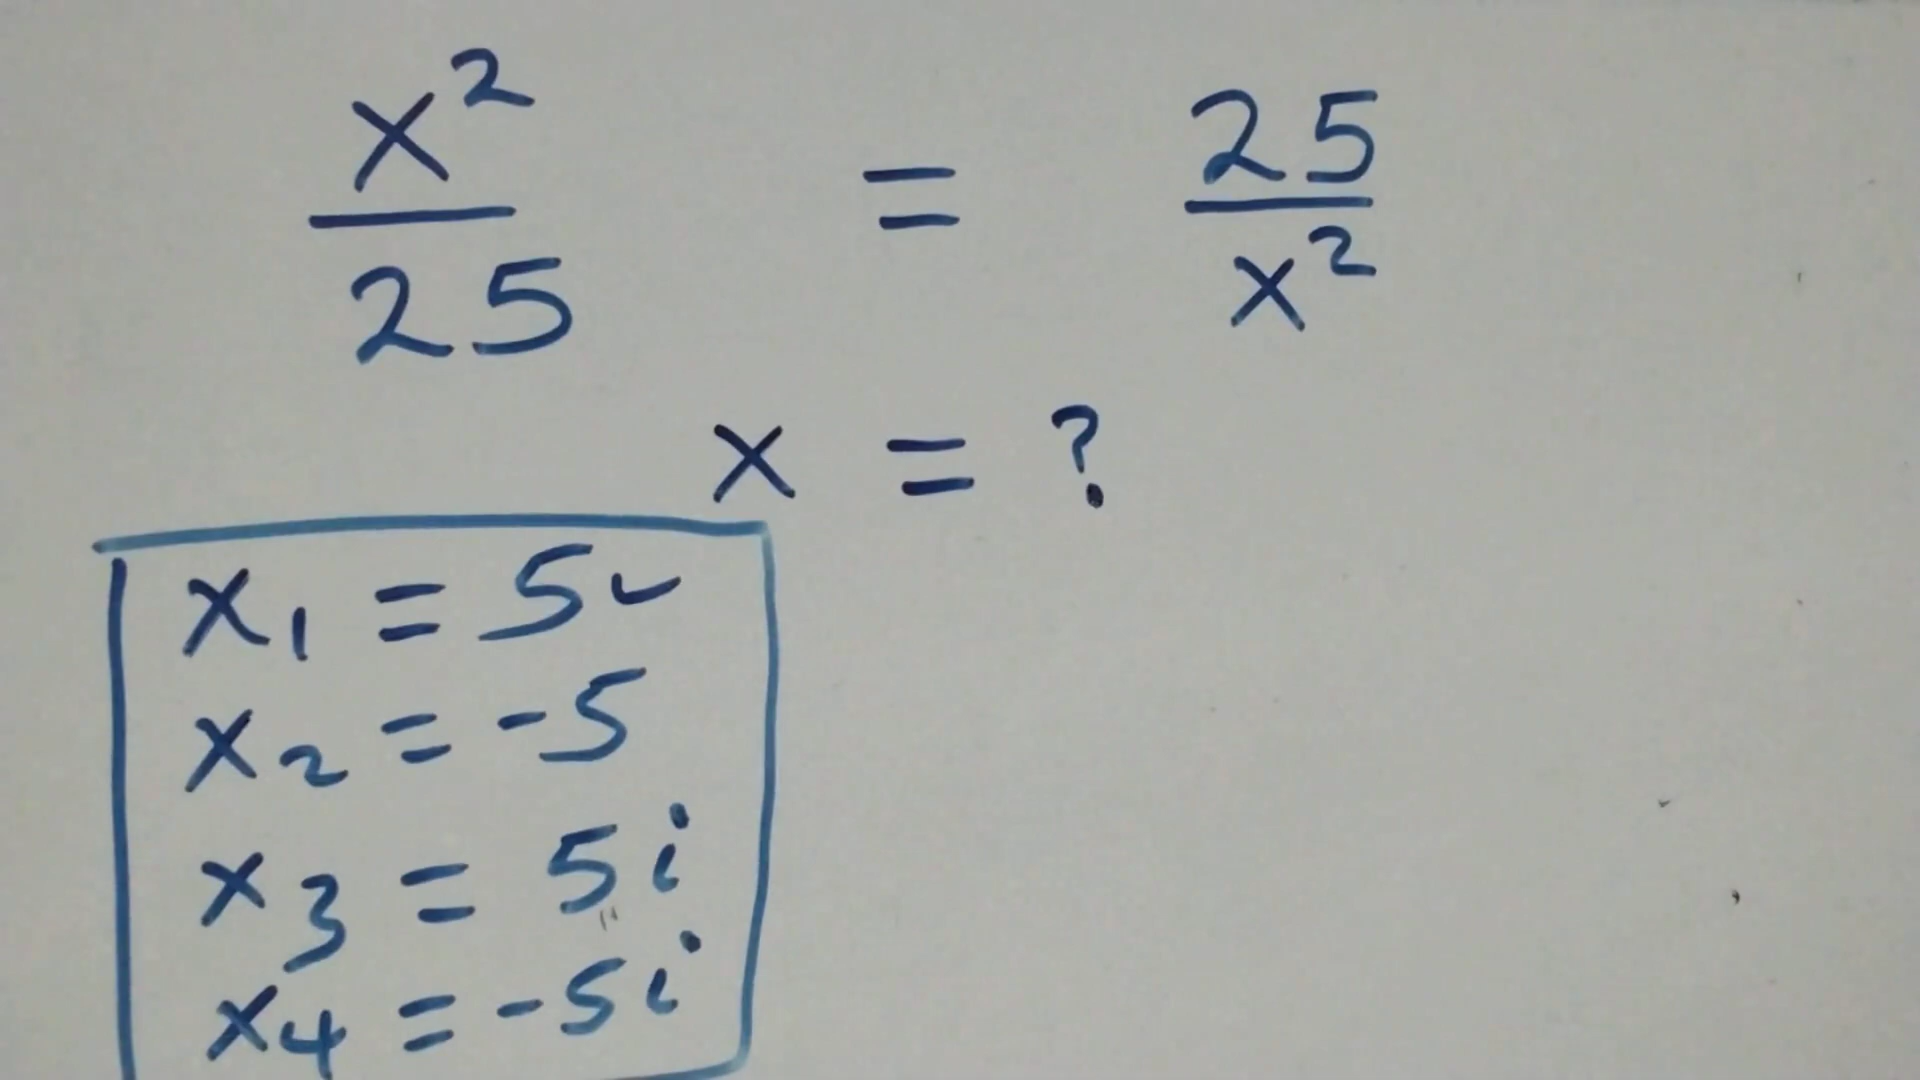 x² / 25 = 25 / x²
x = ?
x₁ = 5 ✓
x₂ = -5
x₃ = 5i
x₄ = -5i